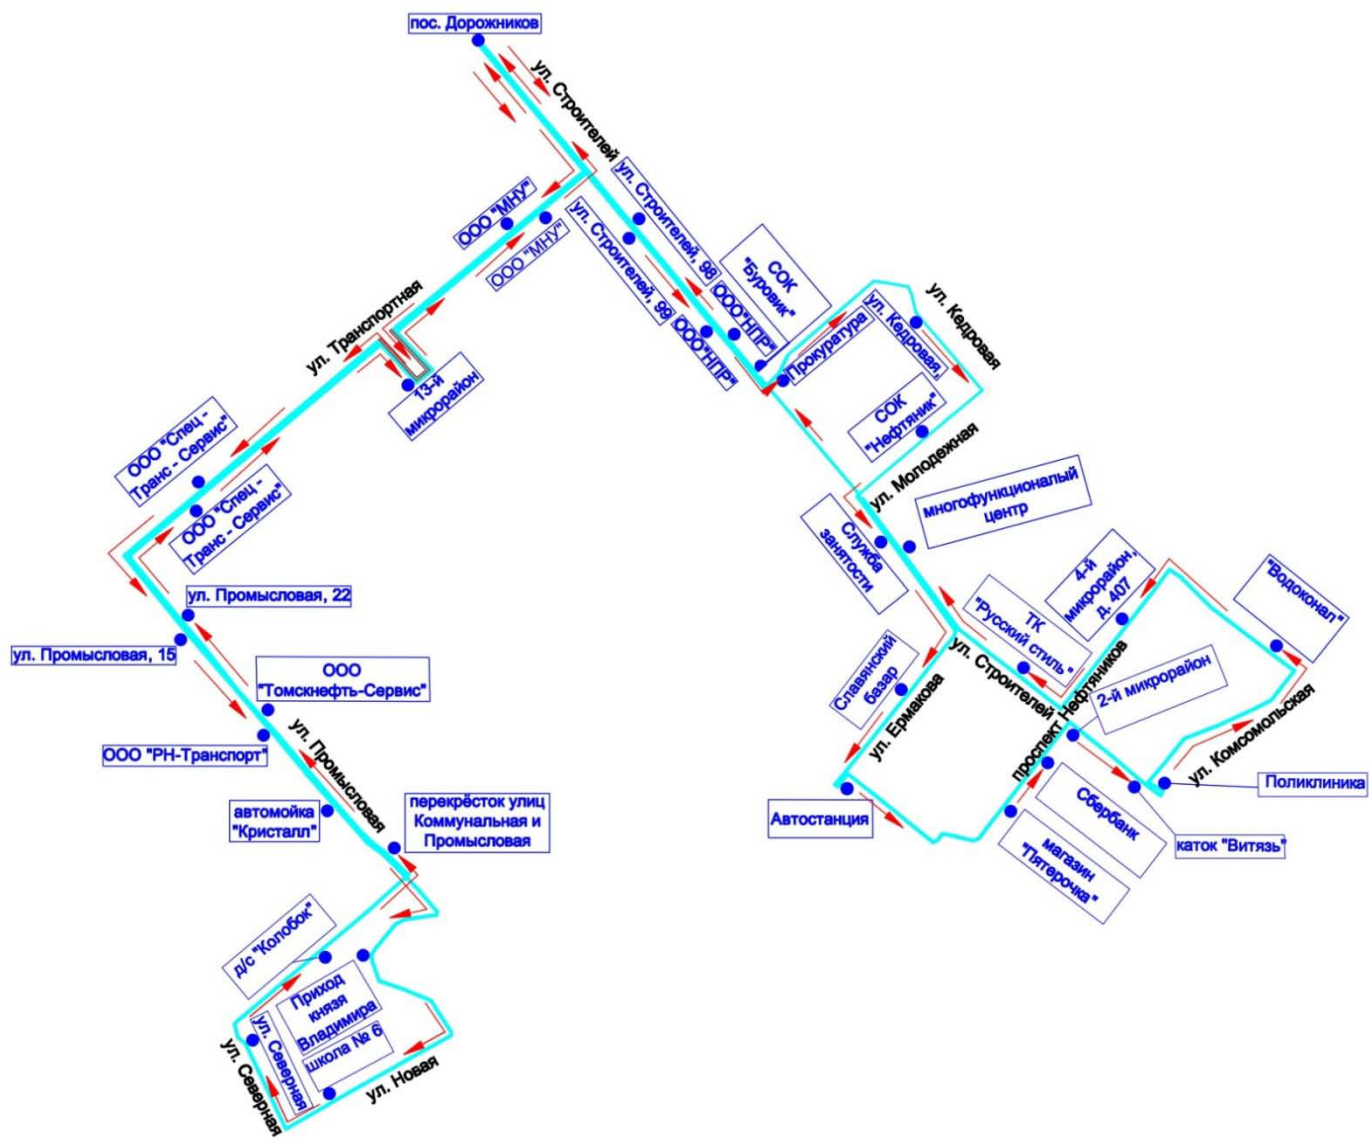 пос. Дорожников
ул. Строителей
ул. Строителей, 98
ул. Строителей, 99
ООО "МНУ"
ООО "МНУ"
СОК
"Буровик"
ООО"НПР"
ООО"НПР"
Прокуратура
ул. Кедровая,
ул. Кедровая
ул. Транспортная
13-й
микрорайон
СОК
"Нефтяник"
ул. Молодежная
ООО "Спец -
Транс - Сервис"
ООО "Спец -
Транс - Сервис"
многофункционалый
центр
Служба
занятости
4-й
микрорайон,
д. 407
"Водоконал"
ТК
"Русский стиль"
ул. Промысловая, 22
ул. Промысловая, 15
Славянский
базар
ул. Строителей
проспект Нефтяников
2-й микрорайон
ООО
"Томскнефть-Сервис"
ул. Ермакова
ул. Комсомольская
ООО "РН-Транспорт"
ул. Промысловая
Поликлиника
автомойка
"Кристалл"
перекрёсток улиц
Коммунальная и
Промысловая
Автостанция
Сбербанк
каток "Витязь"
магазин
"Пятерочка"
д/с "Колобок"
Приход
князя
Владимира
школа № 6
ул. Северная
ул. Северная
ул. Новая